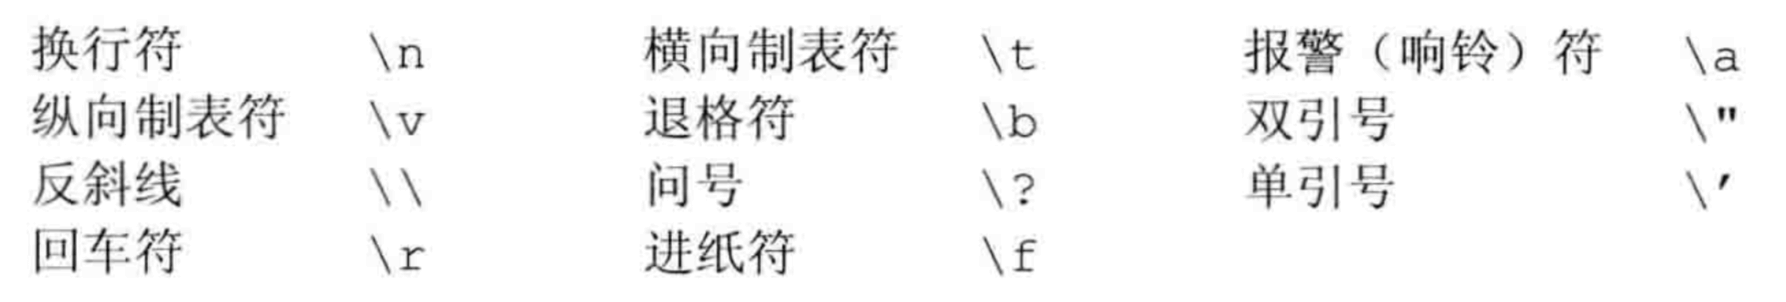 换行符 \n 横向制表符 \t 报警（响铃）符 \a
纵向制表符 \v 退格符 \b 双引号 \"
反斜线 \\ 问号 \? 单引号 \'
回车符 \r 进纸符 \f